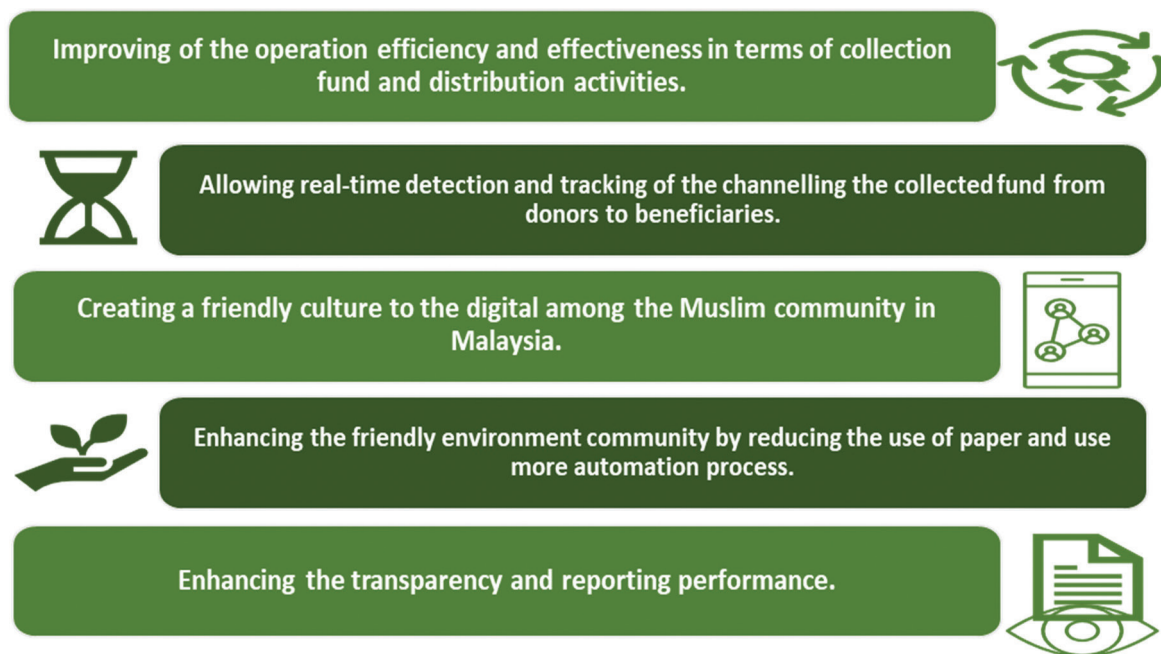 Improving of the operation efficiency and effectiveness in terms of collection
fund and distribution activities.
Allowing real-time detection and tracking of the channelling the collected fund from
donors to beneficiaries.
Creating a friendly culture to the digital among the Muslim community in
Malaysia.
Enhancing the friendly environment community by reducing the use of paper and use
more automation process.
Enhancing the transparency and reporting performance.